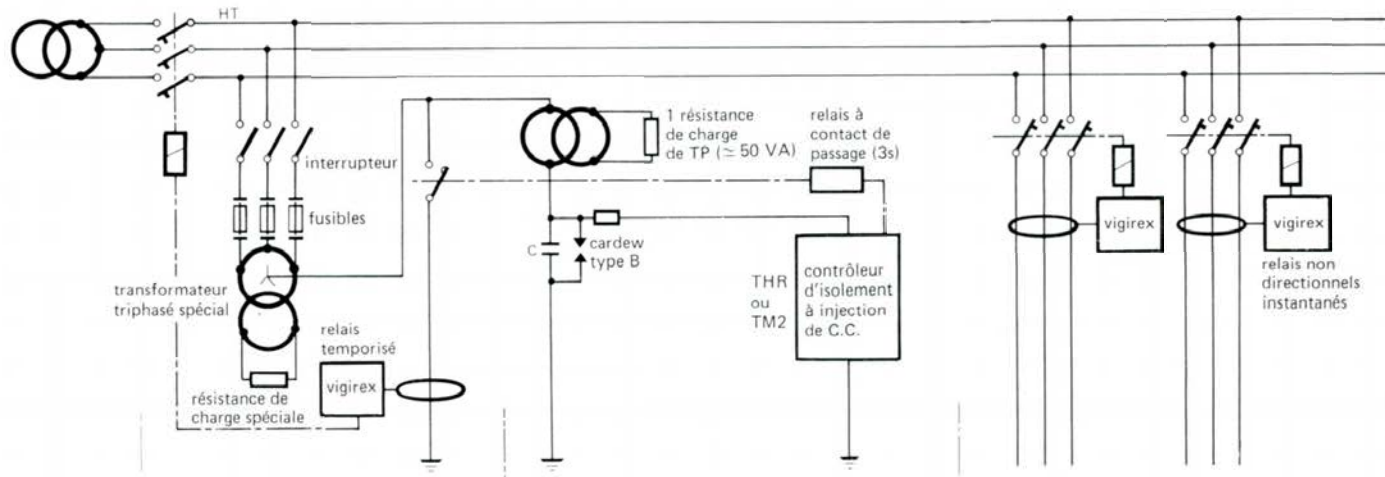 HT
interrupteur
fusibles
transformateur
triphasé spécial
résistance de
charge spéciale
relais
temporisé
vigirex
1 résistance
de charge
de TP (≃ 50 VA)
relais à
contact de
passage (3s)
C
cardew
type B
THR
ou
TM2
contrôleur
d'isolement
à injection
de C.C.
vigirex
vigirex
relais non
directionnels
instantanés